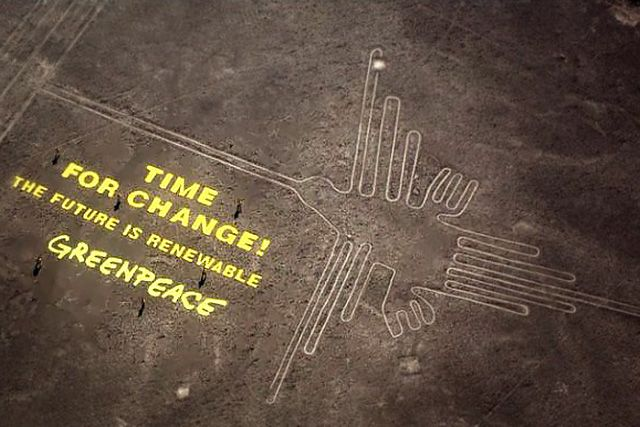 TIME
FOR CHANGE!
THE FUTURE IS RENEWABLE
GREENPEACE